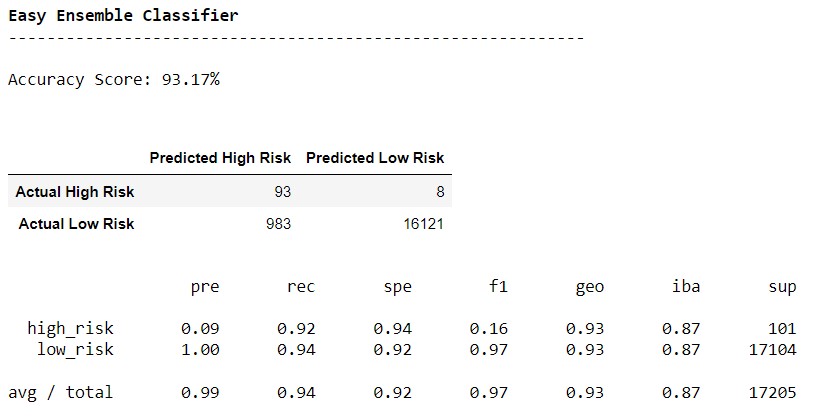 Easy Ensemble Classifier
------------------------------------------------------------
Accuracy Score: 93.17%
Predicted High Risk Predicted Low Risk
Actual High Risk 93 8
Actual Low Risk 983 16121
pre rec spe f1 geo iba sup
high_risk 0.09 0.92 0.94 0.16 0.93 0.87 101
low_risk 1.00 0.94 0.92 0.97 0.93 0.87 17104
avg / total 0.99 0.94 0.92 0.97 0.93 0.87 17205